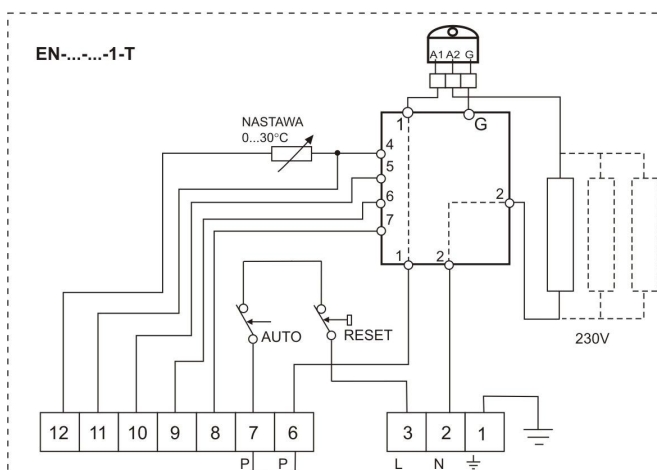 EN-...-...-1-T
A1 A2 G
NASTAWA
0...30°C
1
G
4
5
6
7
2
1
2
AUTO
RESET
230V
12 11 10 9 8 7 6
3 2 1
P P
L N